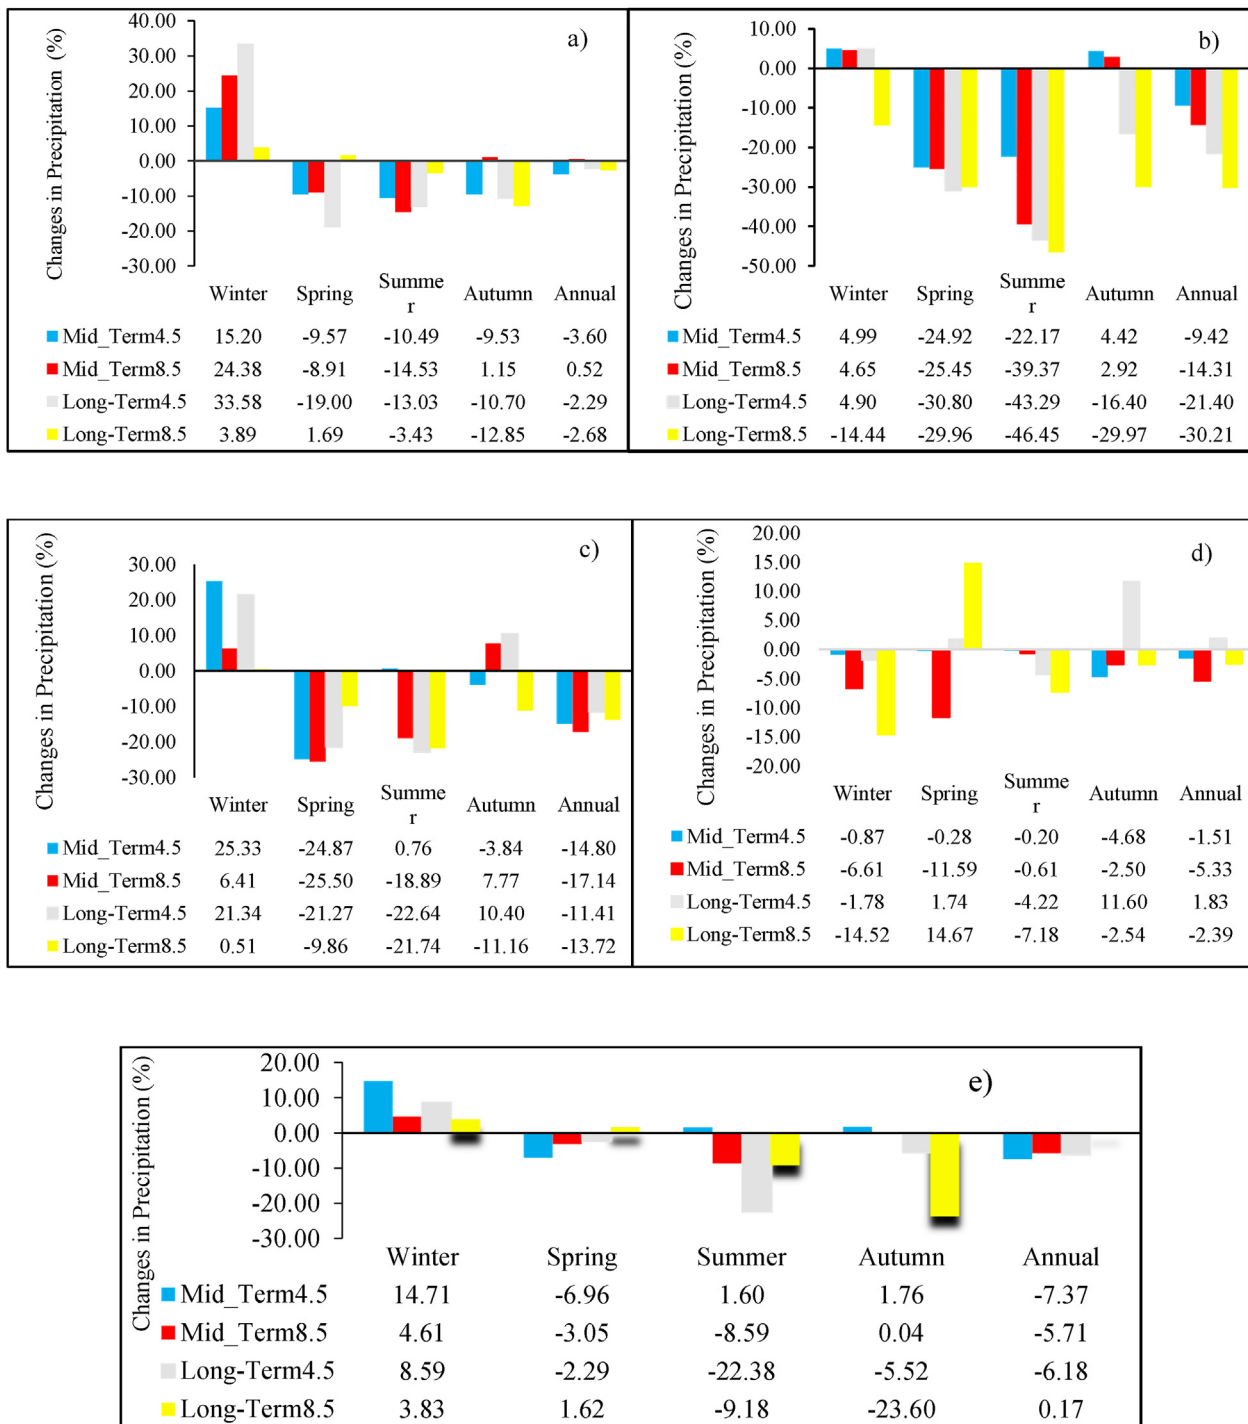 a)
Changes in Precipitation (%)
40.00
30.00
20.00
10.00
0.00
-10.00
-20.00
-30.00
Winter Spring Summe r Autumn Annual
Mid_Term4.5 15.20 -9.57 -10.49 -9.53 -3.60
Mid_Term8.5 24.38 -8.91 -14.53 1.15 0.52
Long-Term4.5 33.58 -19.00 -13.03 -10.70 -2.29
Long-Term8.5 3.89 1.69 -3.43 -12.85 -2.68
b)
Changes in Precipitation (%)
10.00
0.00
-10.00
-20.00
-30.00
-40.00
-50.00
Winter Spring Summe r Autumn Annual
Mid_Term4.5 4.99 -24.92 -22.17 4.42 -9.42
Mid_Term8.5 4.65 -25.45 -39.37 2.92 -14.31
Long-Term4.5 4.90 -30.80 -43.29 -16.40 -21.40
Long-Term8.5 -14.44 -29.96 -46.45 -29.97 -30.21
c)
Changes in Precipitation (%)
30.00
20.00
10.00
0.00
-10.00
-20.00
-30.00
Winter Spring Summe r Autumn Annual
Mid_Term4.5 25.33 -24.87 0.76 -3.84 -14.80
Mid_Term8.5 6.41 -25.50 -18.89 7.77 -17.14
Long-Term4.5 21.34 -21.27 -22.64 10.40 -11.41
Long-Term8.5 0.51 -9.86 -21.74 -11.16 -13.72
d)
Changes in Precipitation (%)
20.00
15.00
10.00
5.00
0.00
-5.00
-10.00
-15.00
-20.00
Winter Spring Summe r Autumn Annual
Mid_Term4.5 -0.87 -0.28 -0.20 -4.68 -1.51
Mid_Term8.5 -6.61 -11.59 -0.61 -2.50 -5.33
Long-Term4.5 -1.78 1.74 -4.22 11.60 1.83
Long-Term8.5 -14.52 14.67 -7.18 -2.54 -2.39
e)
Changes in Precipitation (%)
20.00
10.00
0.00
-10.00
-20.00
-30.00
Winter Spring Summer Autumn Annual
Mid_Term4.5 14.71 -6.96 1.60 1.76 -7.37
Mid_Term8.5 4.61 -3.05 -8.59 0.04 -5.71
Long-Term4.5 8.59 -2.29 -22.38 -5.52 -6.18
Long-Term8.5 3.83 1.62 -9.18 -23.60 0.17